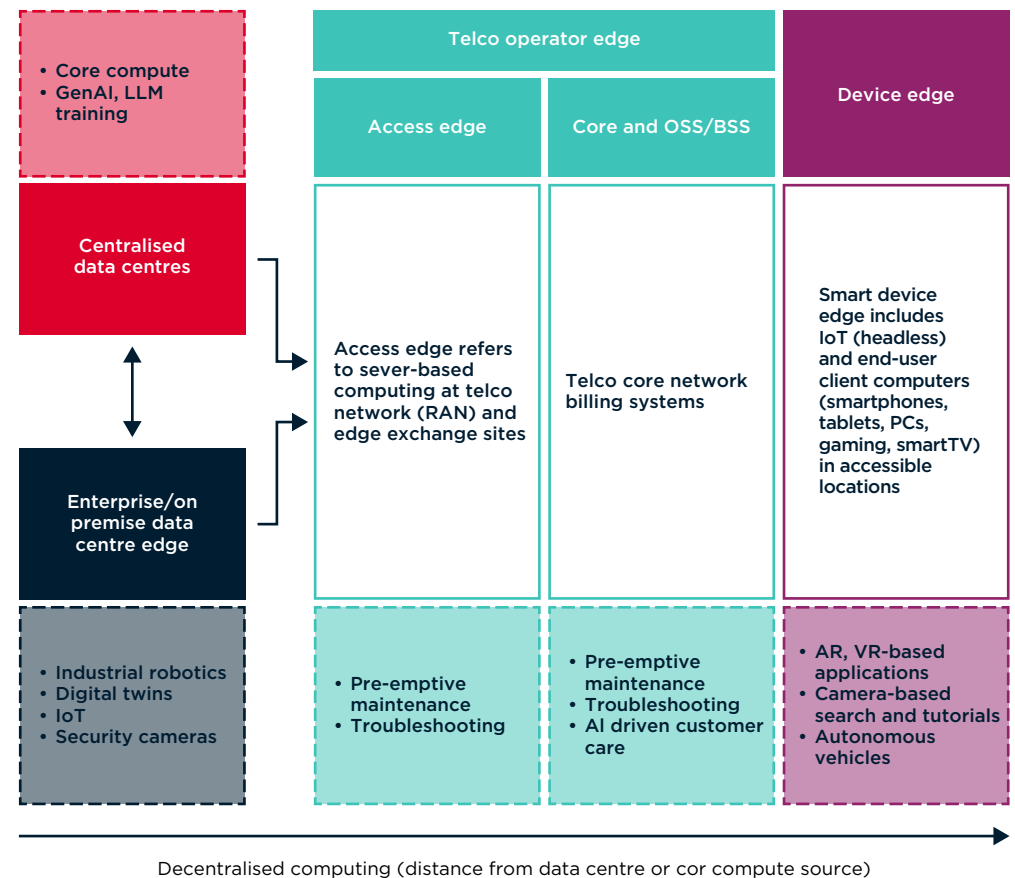 • Core compute
• GenAI, LLM
training
Centralised
data centres
Enterprise/on
premise data
centre edge
• Industrial robotics
• Digital twins
• IoT
• Security cameras
Telco operator edge
Access edge
Access edge refers
to sever-based
computing at telco
network (RAN) and
edge exchange sites
• Pre-emptive
maintenance
• Troubleshooting
Core and OSS/BSS
Telco core network
billing systems
• Pre-emptive
maintenance
• Troubleshooting
• AI driven customer
care
Device edge
Smart device
edge includes
IoT (headless)
and end-user
client computers
(smartphones,
tablets, PCs,
gaming, smartTV)
in accessible
locations
• AR, VR-based
applications
• Camera-based
search and tutorials
• Autonomous
vehicles
Decentralised computing (distance from data centre or cor compute source)